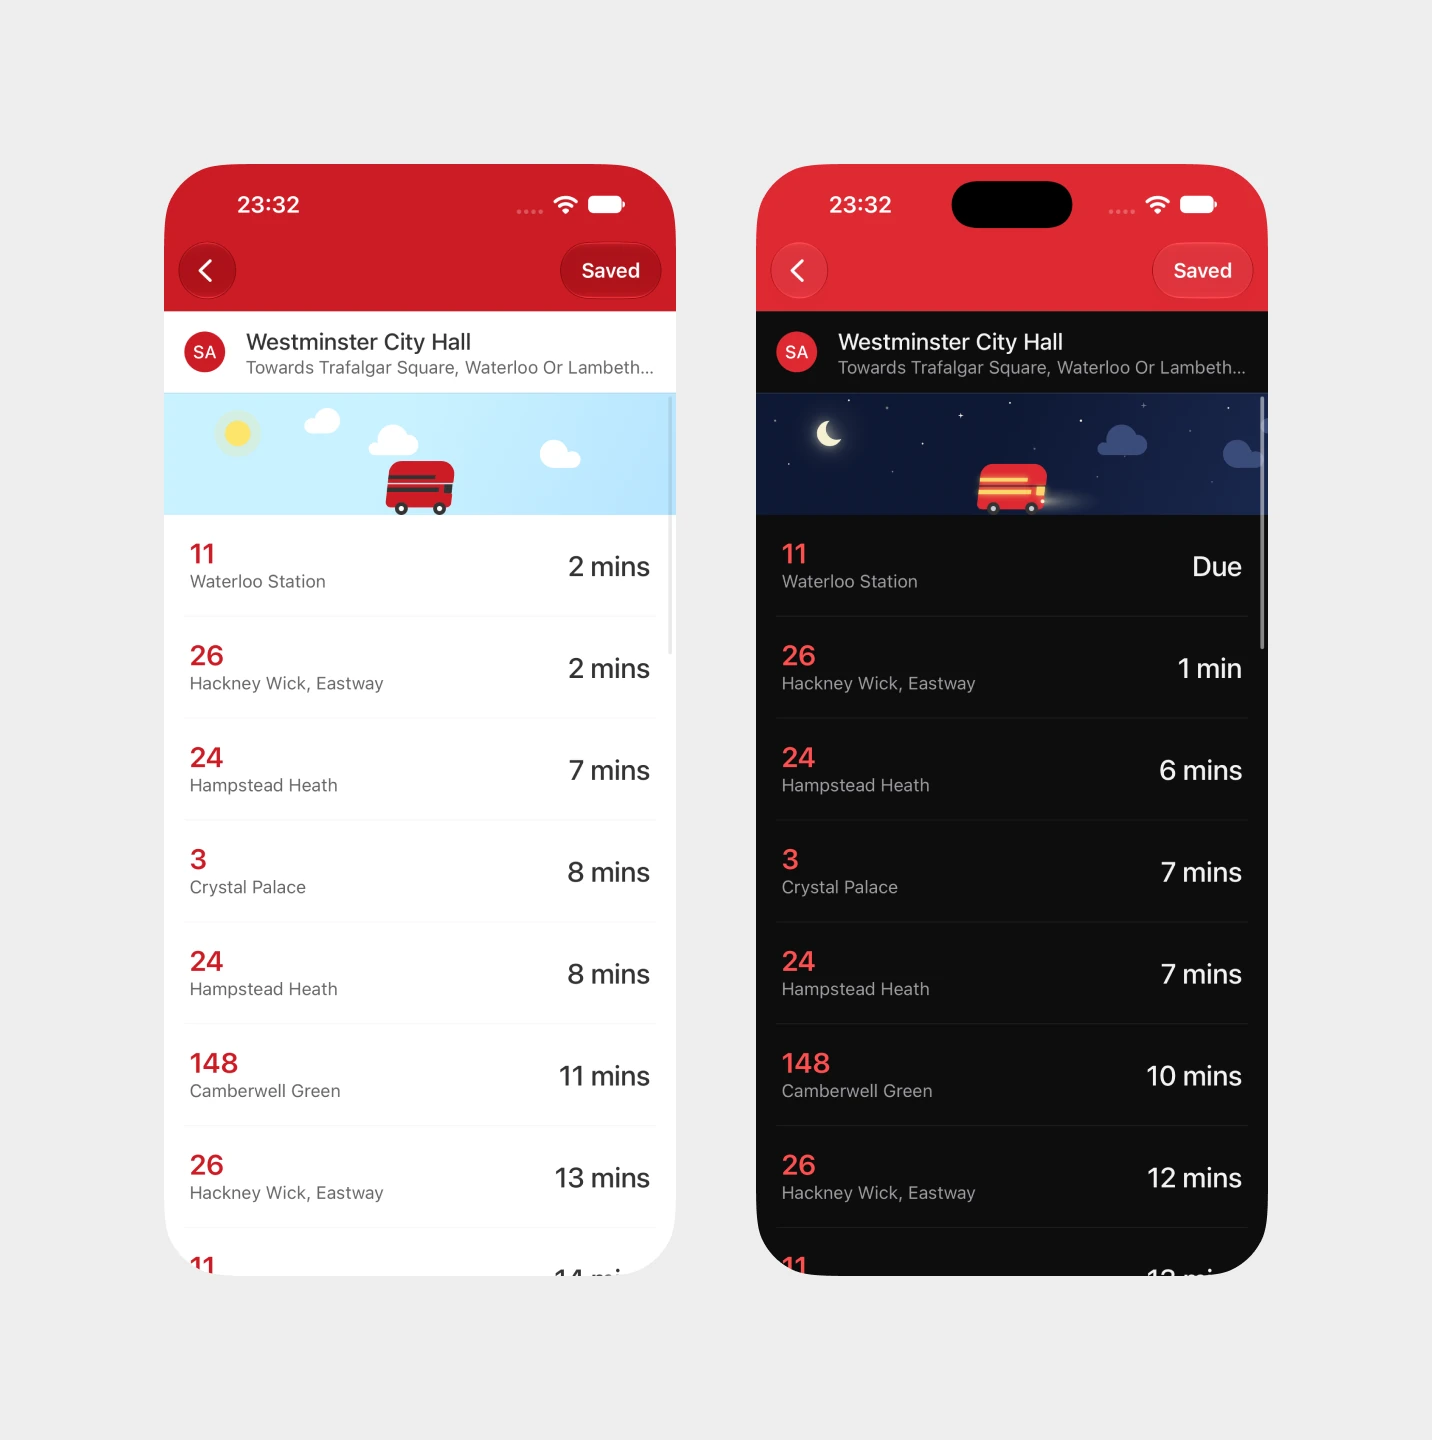 23:32
Saved
SA
Westminster City Hall
Towards Trafalgar Square, Waterloo Or Lambeth...
11
Waterloo Station
2 mins
26
Hackney Wick, Eastway
2 mins
24
Hampstead Heath
7 mins
3
Crystal Palace
8 mins
24
Hampstead Heath
8 mins
148
Camberwell Green
11 mins
26
Hackney Wick, Eastway
13 mins
11
14 mins
23:32
Saved
SA
Westminster City Hall
Towards Trafalgar Square, Waterloo Or Lambeth...
11
Waterloo Station
Due
26
Hackney Wick, Eastway
1 min
24
Hampstead Heath
6 mins
3
Crystal Palace
7 mins
24
Hampstead Heath
7 mins
148
Camberwell Green
10 mins
26
Hackney Wick, Eastway
12 mins
11